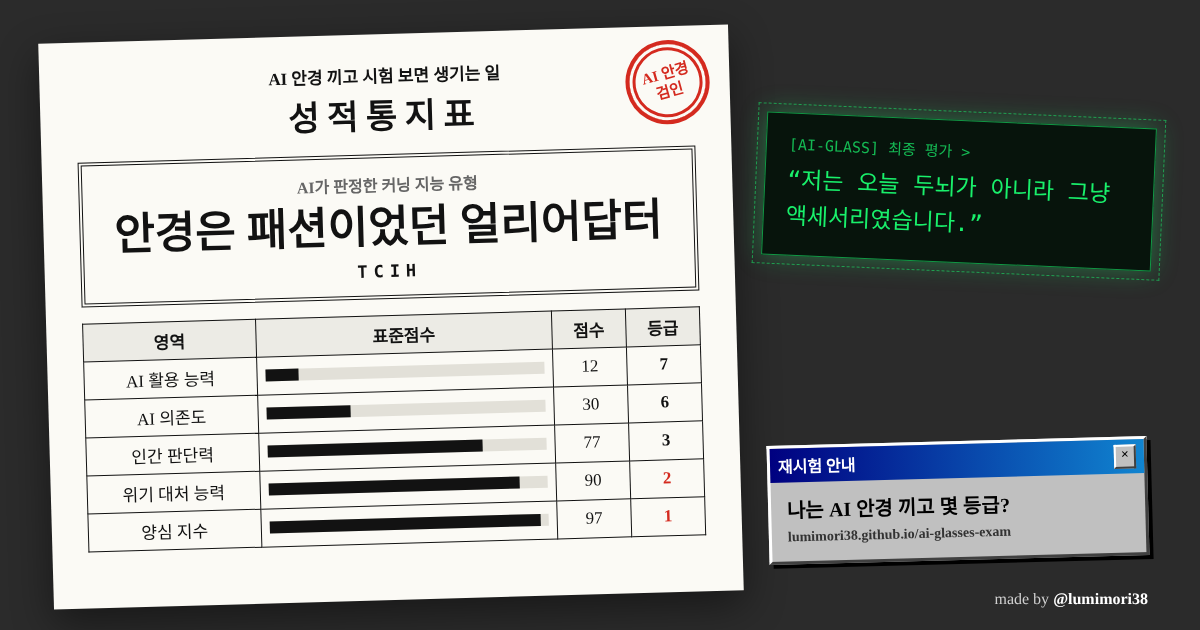 AI 안경 끼고 시험 보면 생기는 일
성적통지표
AI 안경
검인
AI가 판정한 커닝 지능 유형
안경은 패션이었던 얼리어답터
TCIH
영역 표준점수 점수 등급
AI 활용 능력 12 7
AI 의존도 30 6
인간 판단력 77 3
위기 대처 능력 90 2
양심 지수 97 1
[AI-GLASS] 최종 평가 >
“저는 오늘 두뇌가 아니라 그냥
액세서리였습니다.”
재시험 안내 ×
나는 AI 안경 끼고 몇 등급?
lumimori38.github.io/ai-glasses-exam
made by @lumimori38